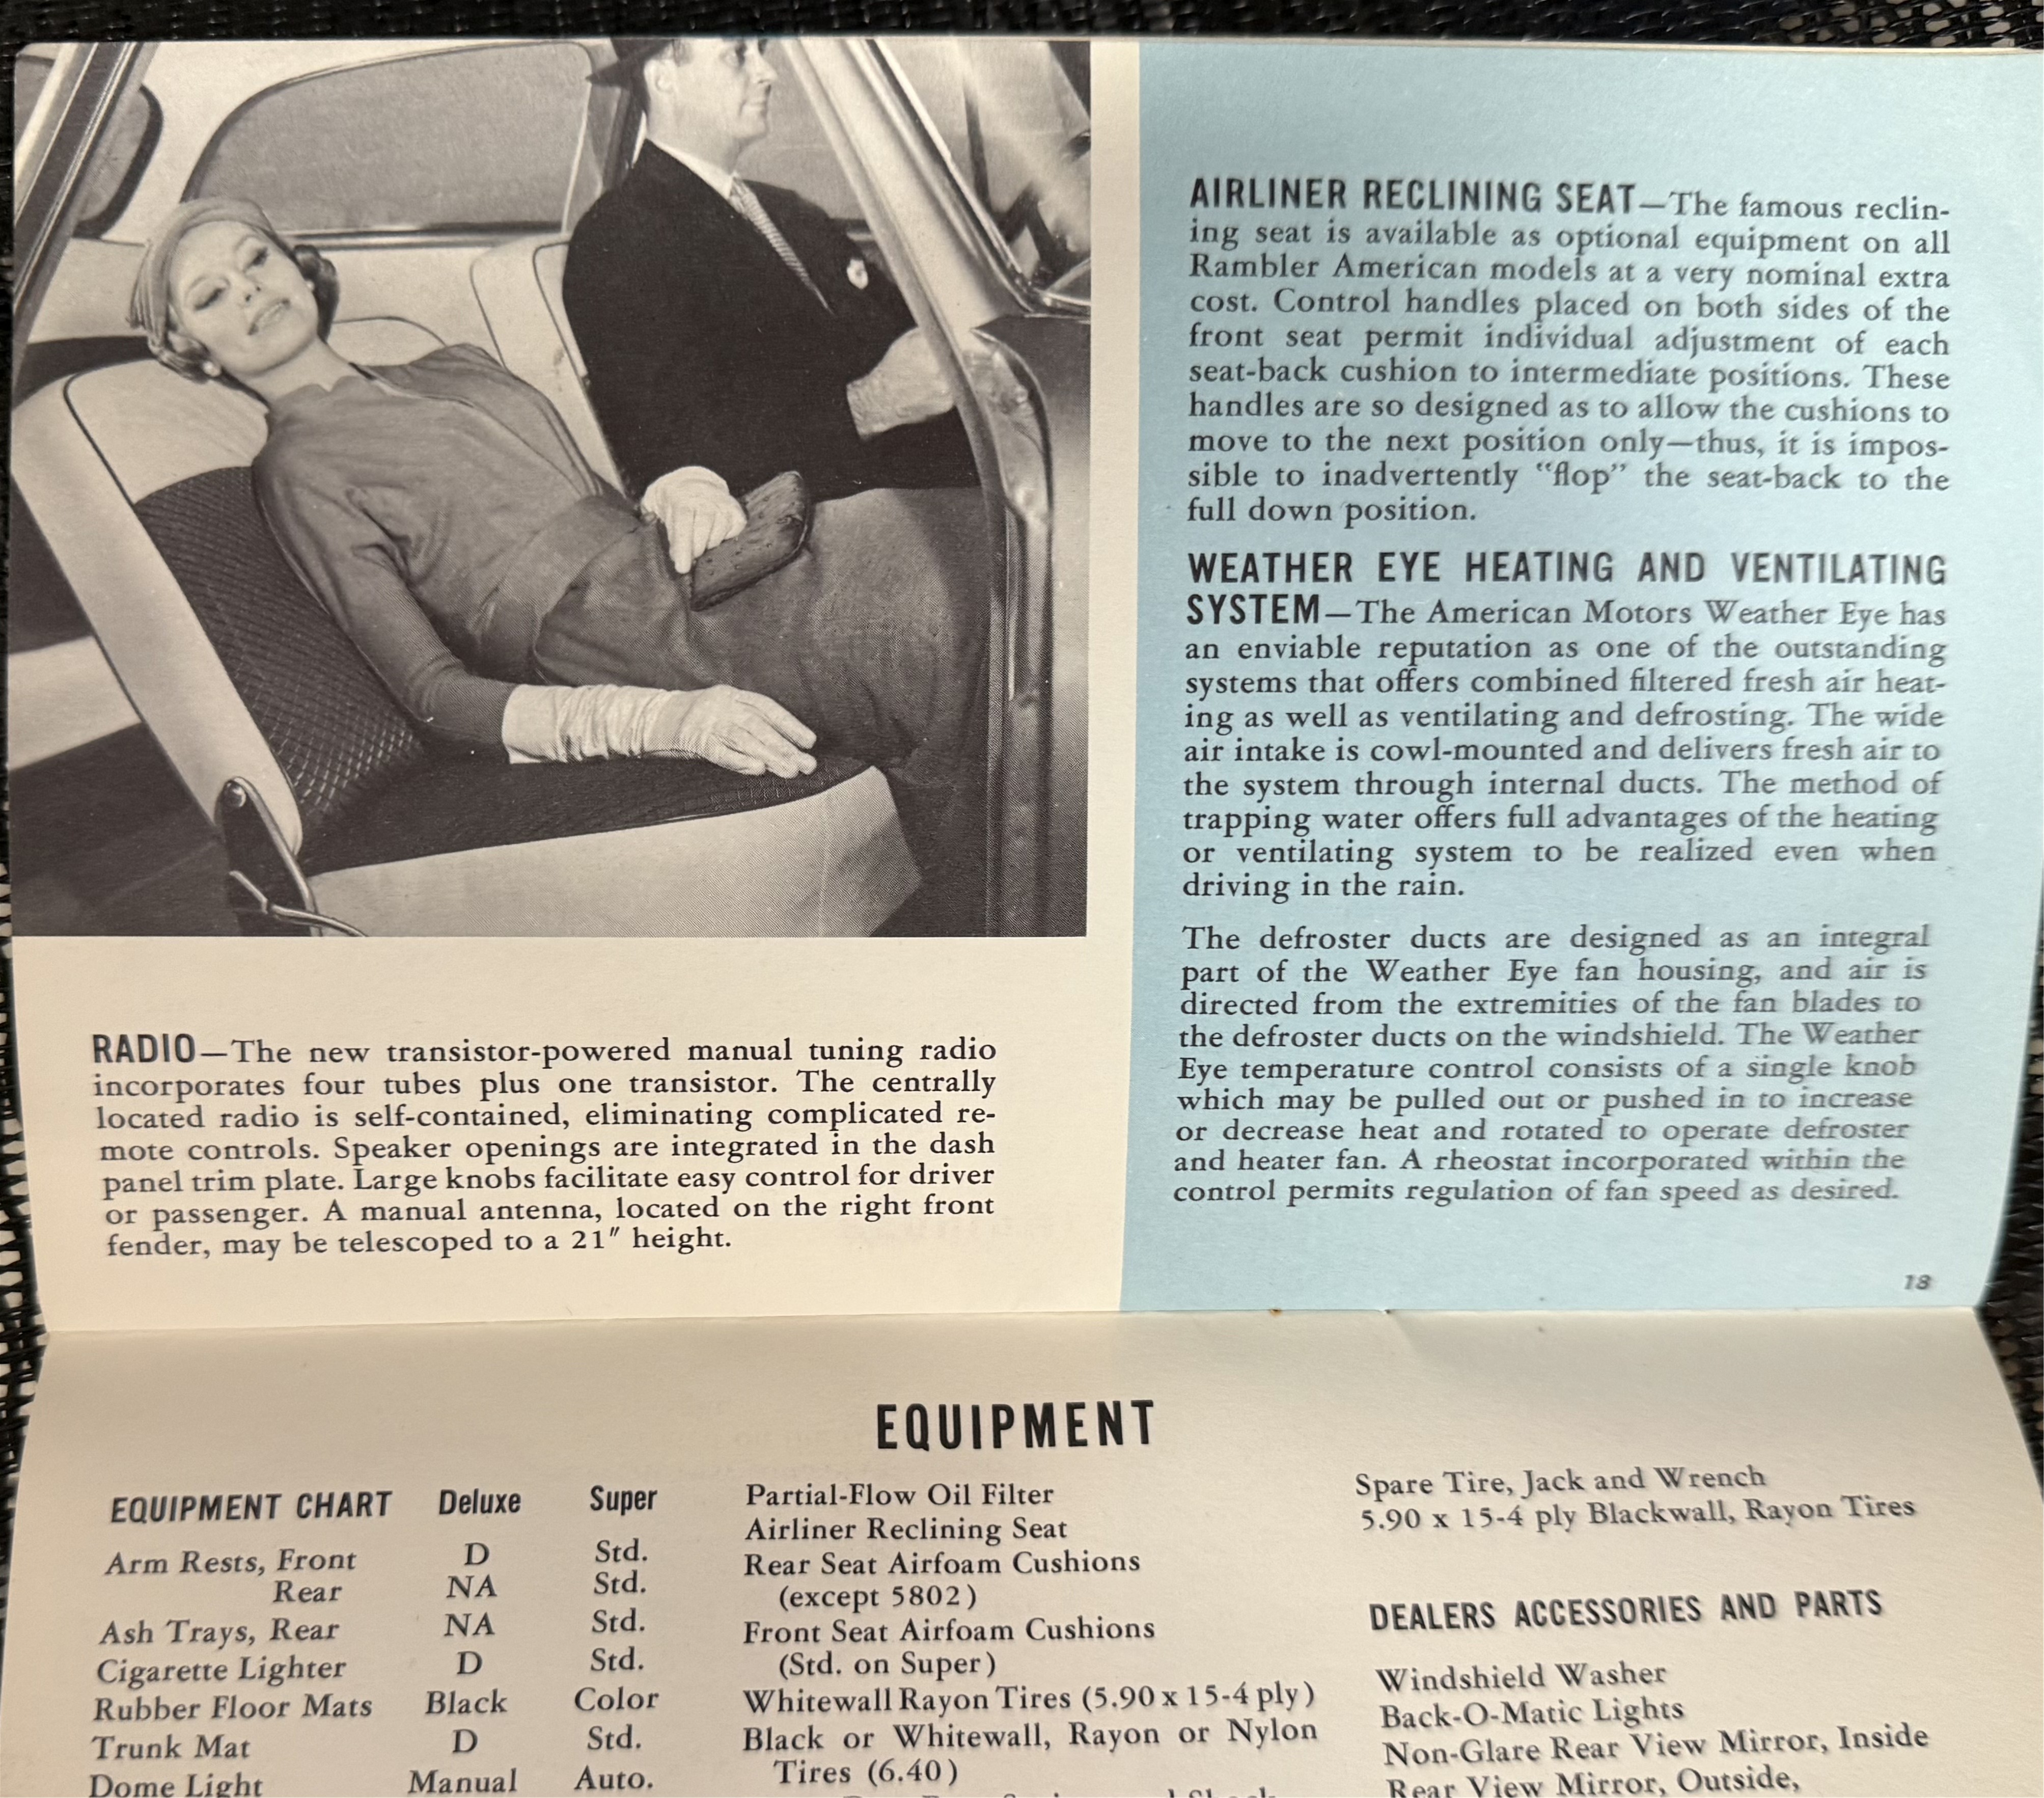 RADIO—The new transistor-powered manual tuning radio
incorporates four tubes plus one transistor. The centrally
located radio is self-contained, eliminating complicated re-
mote controls. Speaker openings are integrated in the dash
panel trim plate. Large knobs facilitate easy control for driver
or passenger. A manual antenna, located on the right front
fender, may be telescoped to a 21″ height.
AIRLINER RECLINING SEAT—The famous reclin-
ing seat is available as optional equipment on all
Rambler American models at a very nominal extra
cost. Control handles placed on both sides of the
front seat permit individual adjustment of each
seat-back cushion to intermediate positions. These
handles are so designed as to allow the cushions to
move to the next position only—thus, it is impos-
sible to inadvertently “flop” the seat-back to the
full down position.
WEATHER EYE HEATING AND VENTILATING
SYSTEM—The American Motors Weather Eye has
an enviable reputation as one of the outstanding
systems that offers combined filtered fresh air heat-
ing as well as ventilating and defrosting. The wide
air intake is cowl-mounted and delivers fresh air to
the system through internal ducts. The method of
trapping water offers full advantages of the heating
or ventilating system to be realized even when
driving in the rain.
The defroster ducts are designed as an integral
part of the Weather Eye fan housing, and air is
directed from the extremities of the fan blades to
the defroster ducts on the windshield. The Weather
Eye temperature control consists of a single knob
which may be pulled out or pushed in to increase
or decrease heat and rotated to operate defroster
and heater fan. A rheostat incorporated within the
control permits regulation of fan speed as desired.
18
EQUIPMENT
EQUIPMENT CHART Deluxe Super
Arm Rests, Front D Std.
Rear NA Std.
Ash Trays, Rear NA Std.
Cigarette Lighter D Std.
Rubber Floor Mats Black Color
Trunk Mat D Std.
Dome Light Manual Auto.
Partial-Flow Oil Filter
Airliner Reclining Seat
Rear Seat Airfoam Cushions
(except 5802)
Front Seat Airfoam Cushions
(Std. on Super)
Whitewall Rayon Tires (5.90 x 15-4 ply)
Black or Whitewall, Rayon or Nylon
Tires (6.40)
Spare Tire, Jack and Wrench
5.90 x 15-4 ply Blackwall, Rayon Tires
DEALERS ACCESSORIES AND PARTS
Windshield Washer
Back-O-Matic Lights
Non-Glare Rear View Mirror, Inside
Rear View Mirror, Outside,